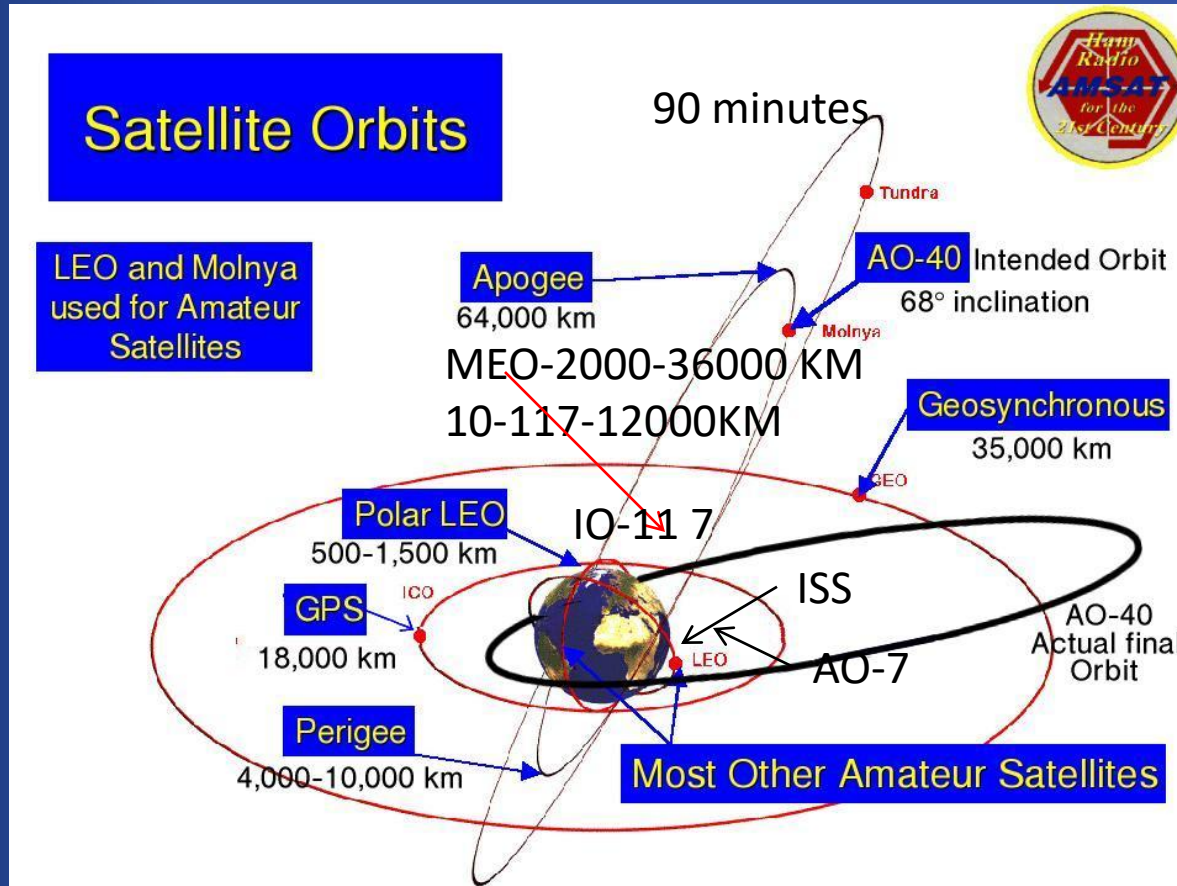 Satellite Orbits
90 minutes
Ham
Radio
AMSAT
for the
21st Century
Tundra
LEO and Molnya
used for Amateur
Satellites
Apogee
64,000 km
AO-40 Intended Orbit
68° inclination
Molnya
MEO-2000-36000 KM
10-117-12000KM
Geosynchronous
35,000 km
GEO
Polar LEO
500-1,500 km
IO-11 7
ICO
GPS
18,000 km
ISS
AO-40
Actual final
Orbit
LEO
AO-7
Perigee
4,000-10,000 km
Most Other Amateur Satellites